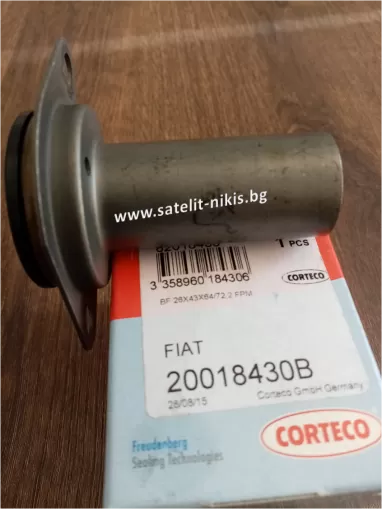 www.satelit-nikis.bg
1 PCS
3 358960 184306
CORTECO
BF 26X43X64/72,2 FPM
FIAT
20018430B
26/08/15
Corteco GmbH Germany
Freudenberg
Sealing Technologies
CORTECO